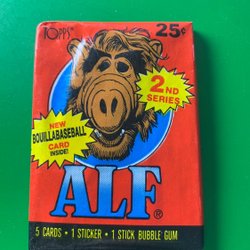 TOPPS
25¢
2ND
SERIES
NEW
BOUILLABASEBALL
CARD
INSIDE!
ALF®
5 CARDS • 1 STICKER • 1 STICK BUBBLE GUM